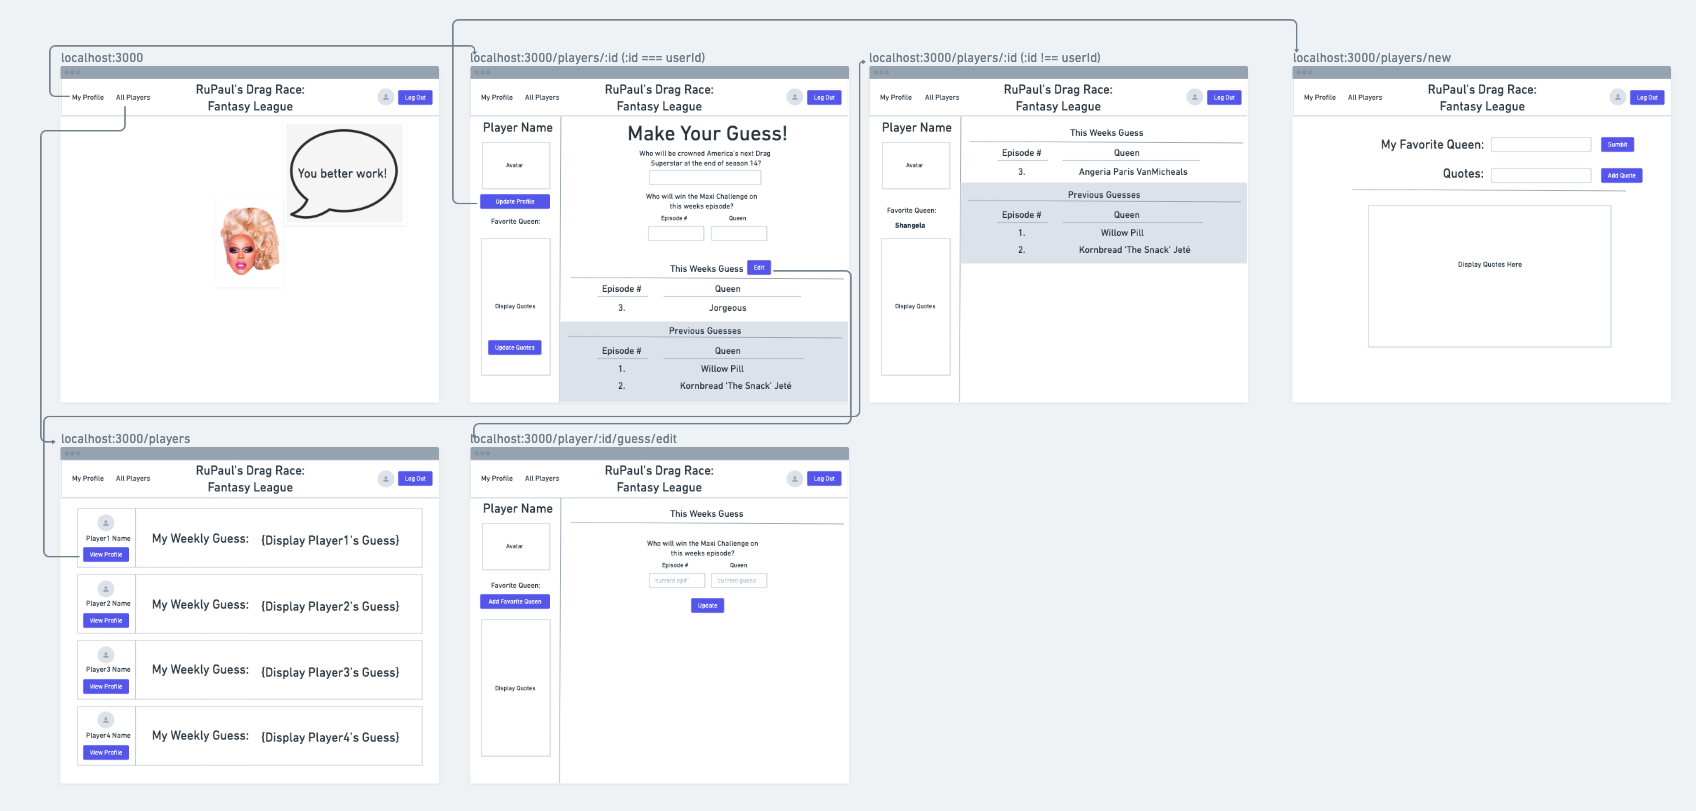 localhost:3000
My Profile
All Players
RuPaul's Drag Race:
Fantasy League
Log Out
You better work!
localhost:3000/players/:id (:id === userId)
My Profile
All Players
RuPaul's Drag Race:
Fantasy League
Log Out
Player Name
Avatar
Update Profile
Favorite Queen:
Display Quotes
Update Quotes
Make Your Guess!
Who will be crowned America's next Drag
Superstar at the end of season 14?
Who will win the Maxi Challenge on
this weeks episode?
Episode #
Queen
This Weeks Guess
Edit
Episode #
Queen
3.
Jorgeous
Previous Guesses
Episode #
Queen
1.
Willow Pill
2.
Kornbread 'The Snack' Jeté
localhost:3000/players/:id (:id !== userId)
My Profile
All Players
RuPaul's Drag Race:
Fantasy League
Log Out
Player Name
Avatar
Favorite Queen:
Shangela
Display Quotes
This Weeks Guess
Episode #
Queen
3.
Angeria Paris VanMicheals
Previous Guesses
Episode #
Queen
1.
Willow Pill
2.
Kornbread 'The Snack' Jeté
localhost:3000/players/new
My Profile
All Players
RuPaul's Drag Race:
Fantasy League
Log Out
My Favorite Queen:
Sumbit
Quotes:
Add Quote
Display Quotes Here
localhost:3000/players
My Profile
All Players
RuPaul's Drag Race:
Fantasy League
Log Out
Player1 Name
View Profile
My Weekly Guess:
{Display Player1's Guess}
Player2 Name
View Profile
My Weekly Guess:
{Display Player2's Guess}
Player3 Name
View Profile
My Weekly Guess:
{Display Player3's Guess}
Player4 Name
View Profile
My Weekly Guess:
{Display Player4's Guess}
localhost:3000/player/:id/guess/edit
My Profile
All Players
RuPaul's Drag Race:
Fantasy League
Log Out
Player Name
Avatar
Favorite Queen:
Add Favorite Queen
Display Quotes
This Weeks Guess
Who will win the Maxi Challenge on
this weeks episode?
Episode #
Queen
'current ep#'
'current guess'
Update